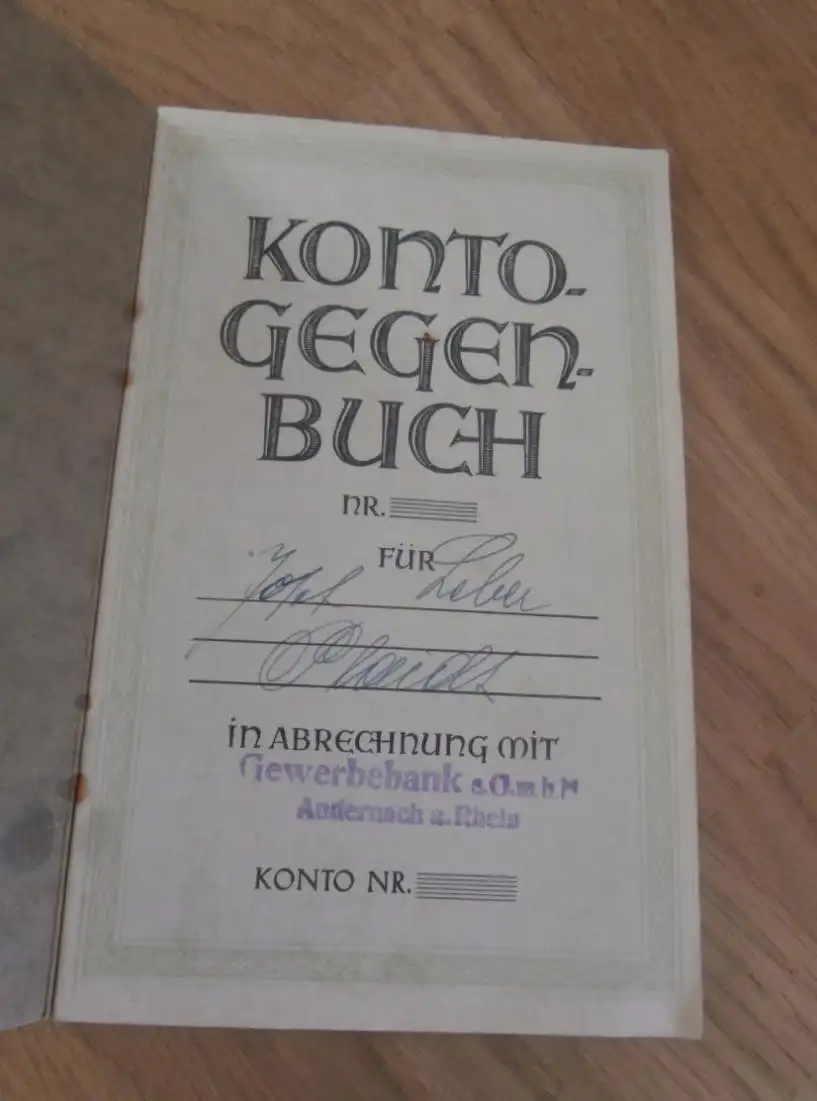 KONTO-
GEGEN-
BUCH
NR.
FÜR
Josef Leber
Plaidt
IN ABRECHNUNG MIT
Gewerbebank e.G.m.b.H
Andernach a. Rhein
KONTO NR.